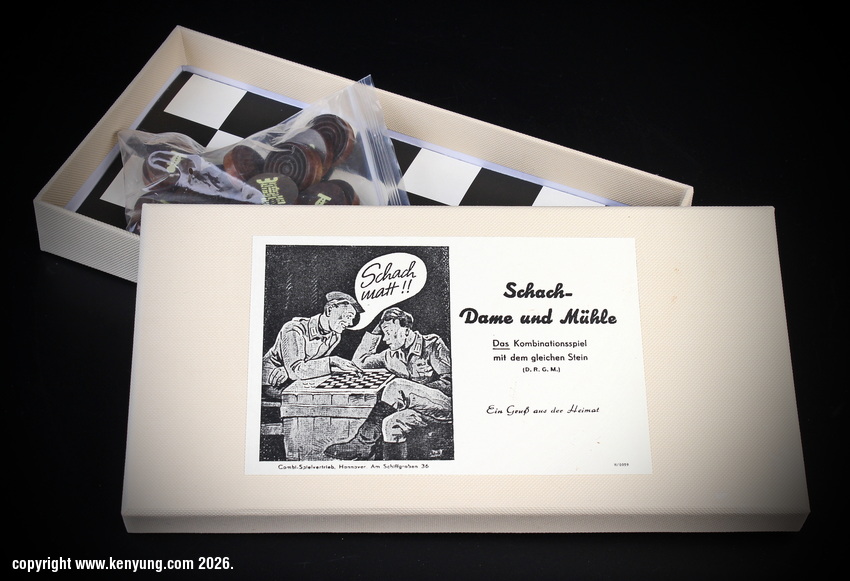 Schach
matt!!
Schach-
Dame und Mühle
Das Kombinationsspiel
mit dem gleichen Stein
(D. R. G. M.)
Ein Gruß aus der Heimat
Combi-Spielvertrieb, Hannover, Am Schiffgraben 36
copyright www.kenyung.com 2026.